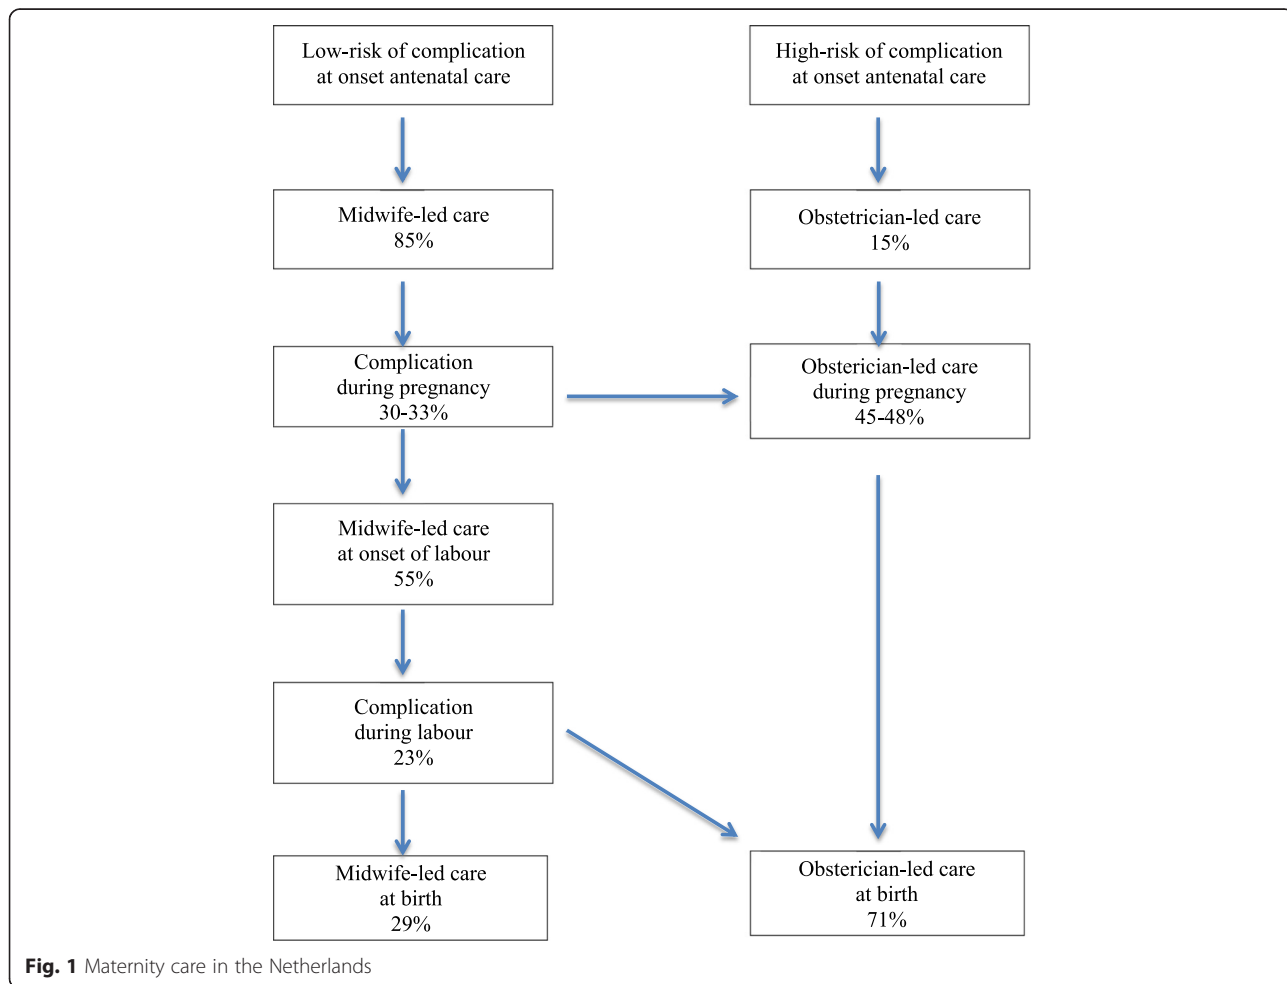 Low-risk of complication
at onset antenatal care
High-risk of complication
at onset antenatal care
Midwife-led care
85%
Obstetrician-led care
15%
Complication
during pregnancy
30-33%
Obsterician-led care
during pregnancy
45-48%
Midwife-led care
at onset of labour
55%
Complication
during labour
23%
Midwife-led care
at birth
29%
Obsterician-led care
at birth
71%
Fig. 1 Maternity care in the Netherlands